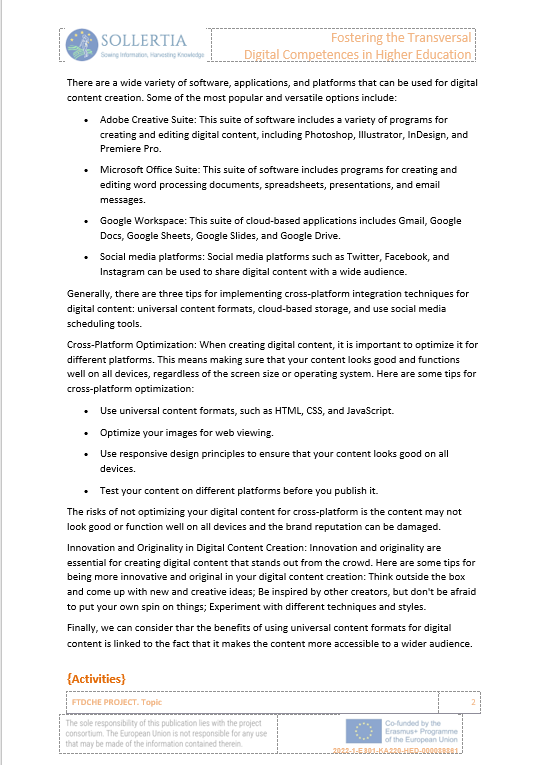 SOLLERTIA
Sowing Information, Harvesting Knowledge
Fostering the Transversal
Digital Competences in Higher Education
There are a wide variety of software, applications, and platforms that can be used for digital
content creation. Some of the most popular and versatile options include:
• Adobe Creative Suite: This suite of software includes a variety of programs for
creating and editing digital content, including Photoshop, Illustrator, InDesign, and
Premiere Pro.
• Microsoft Office Suite: This suite of software includes programs for creating and
editing word processing documents, spreadsheets, presentations, and email
messages.
• Google Workspace: This suite of cloud-based applications includes Gmail, Google
Docs, Google Sheets, Google Slides, and Google Drive.
• Social media platforms: Social media platforms such as Twitter, Facebook, and
Instagram can be used to share digital content with a wide audience.
Generally, there are three tips for implementing cross-platform integration techniques for
digital content: universal content formats, cloud-based storage, and use social media
scheduling tools.
Cross-Platform Optimization: When creating digital content, it is important to optimize it for
different platforms. This means making sure that your content looks good and functions
well on all devices, regardless of the screen size or operating system. Here are some tips for
cross-platform optimization:
• Use universal content formats, such as HTML, CSS, and JavaScript.
• Optimize your images for web viewing.
• Use responsive design principles to ensure that your content looks good on all
devices.
• Test your content on different platforms before you publish it.
The risks of not optimizing your digital content for cross-platform is the content may not
look good or function well on all devices and the brand reputation can be damaged.
Innovation and Originality in Digital Content Creation: Innovation and originality are
essential for creating digital content that stands out from the crowd. Here are some tips for
being more innovative and original in your digital content creation: Think outside the box
and come up with new and creative ideas; Be inspired by other creators, but don't be afraid
to put your own spin on things; Experiment with different techniques and styles.
Finally, we can consider thar the benefits of using universal content formats for digital
content is linked to the fact that it makes the content more accessible to a wider audience.
{Activities}
FTDCHE PROJECT. Topic 2
The sole responsibility of this publication lies with the project
consortium. The European Union is not responsible for any use
that may be made of the information contained therein.
Co-funded by the
Erasmus+ Programme
of the European Union
2022-1-ES01-KA220-HED-000089891